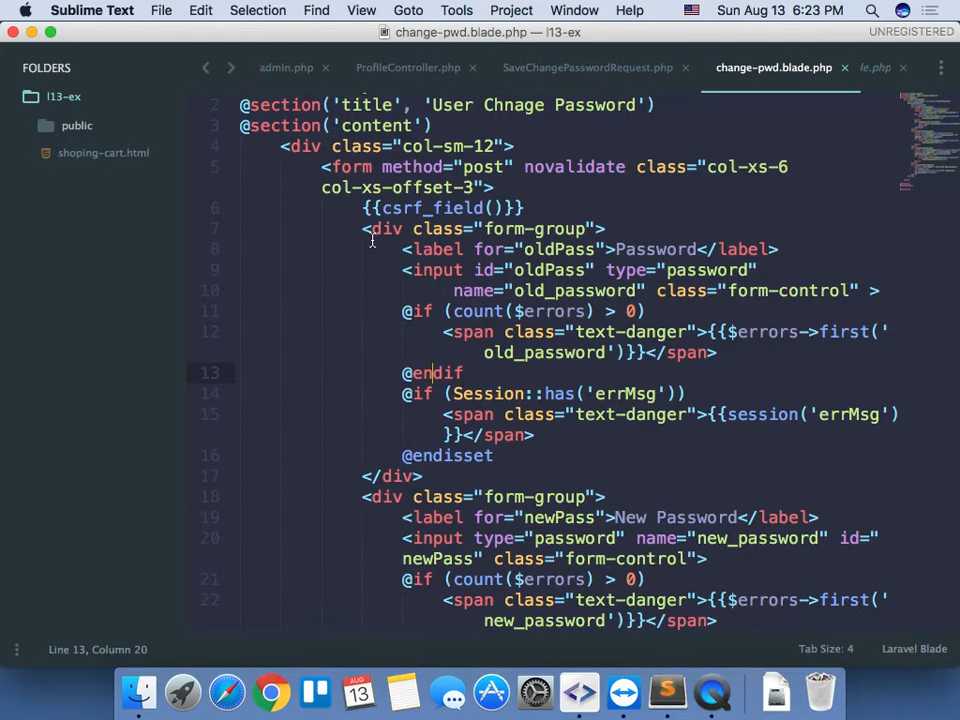 Sublime Text File Edit Selection Find View Goto Tools Project Window Help Sun Aug 13 6:23 PM
change-pwd.blade.php — l13-ex UNREGISTERED
FOLDERS
l13-ex
public
shoping-cart.html
admin.php × ProfileController.php × SaveChangePasswordRequest.php × change-pwd.blade.php × le.php ×
2 @section('title', 'User Chnage Password')
3 @section('content')
4 <div class="col-sm-12">
5 <form method="post" novalidate class="col-xs-6
col-xs-offset-3">
6 {{csrf_field()}}
7 <div class="form-group">
8 <label for="oldPass">Password</label>
9 <input id="oldPass" type="password"
10 name="old_password" class="form-control" >
11 @if (count($errors) > 0)
12 <span class="text-danger">{{$errors->first('
old_password')}}</span>
13 @endif
14 @if (Session::has('errMsg'))
15 <span class="text-danger">{{session('errMsg')
}}</span>
16 @endisset
17 </div>
18 <div class="form-group">
19 <label for="newPass">New Password</label>
20 <input type="password" name="new_password" id="
newPass" class="form-control">
21 @if (count($errors) > 0)
22 <span class="text-danger">{{$errors->first('
new_password')}}</span>
Line 13, Column 20 Tab Size: 4 Laravel Blade
AUG
13